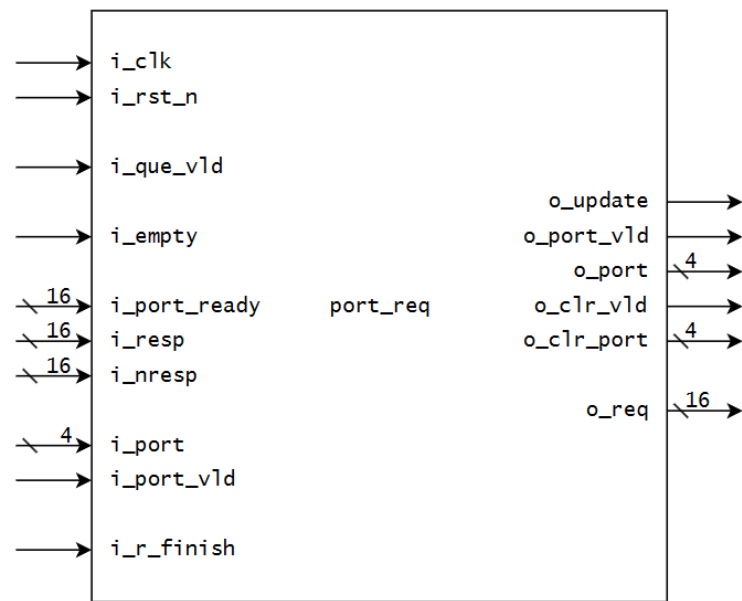 i_clk
i_rst_n
i_que_vld
o_update
i_empty
o_port_vld
4
o_port
16
i_port_ready
port_req
o_clr_vld
16
i_resp
o_clr_port
4
16
i_nresp
o_req
16
4
i_port
i_port_vld
i_r_finish